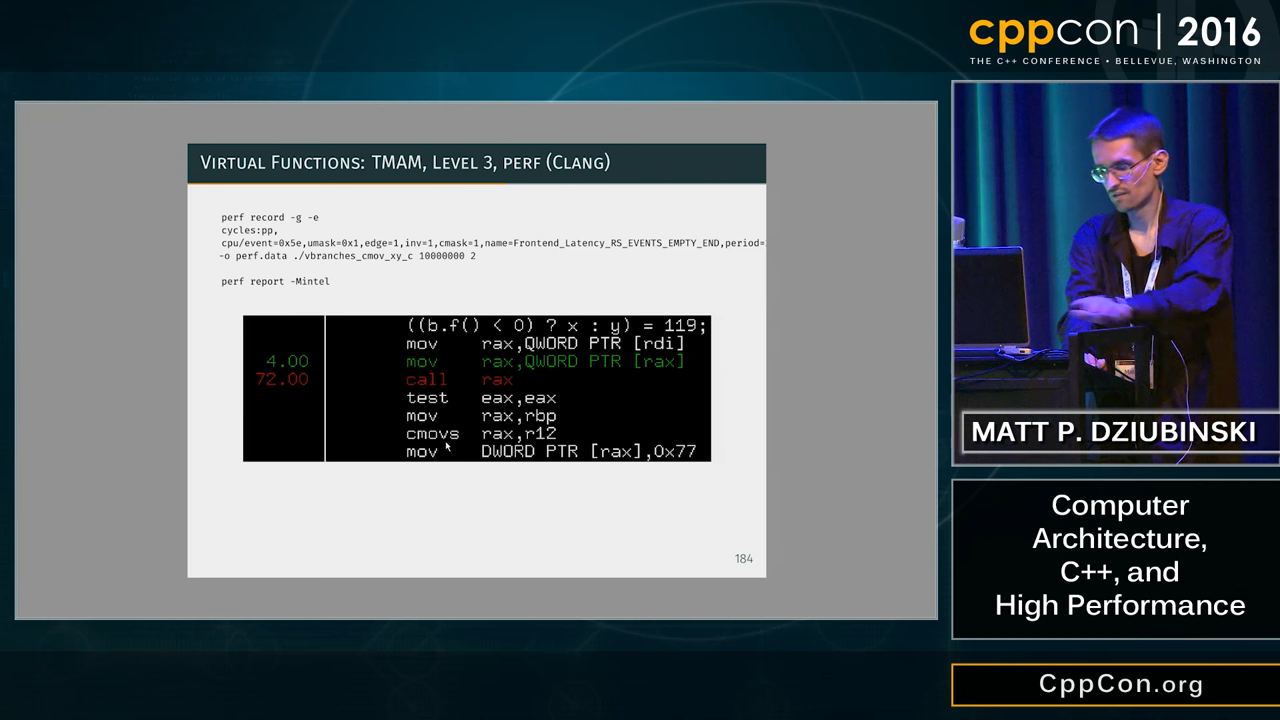 cppcon | 2016
THE C++ CONFERENCE • BELLEVUE, WASHINGTON
VIRTUAL FUNCTIONS: TMAM, LEVEL 3, PERF (CLANG)
perf record -g -e
cycles:pp,
cpu/event=0x5e,umask=0x1,edge=1,inv=1,cmask=1,name=Frontend_Latency_RS_EVENTS_EMPTY_END,period=
-o perf.data ./vbranches_cmov_xy_c 10000000 2
perf report -Mintel
((b.f() < 0) ? x : y) = 119;
mov rax,QWORD PTR [rdi]
4.00 mov rax,QWORD PTR [rax]
72.00 call rax
test eax,eax
mov rax,rbp
cmovs rax,r12
mov DWORD PTR [rax],0x77
184
MATT P. DZIUBINSKI
Computer
Architecture,
C++, and
High Performance
CppCon.org